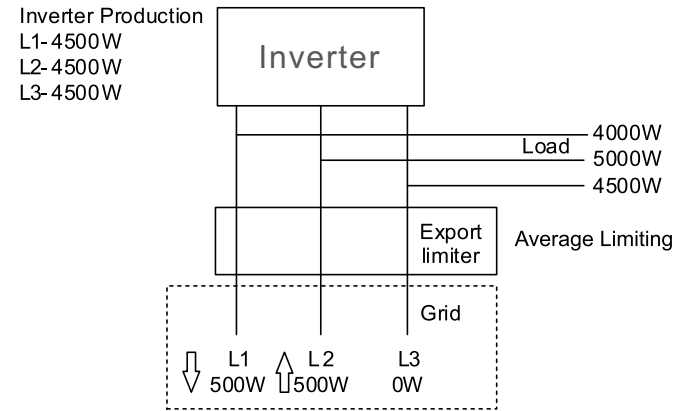 Inverter Production
L1-4500W
L2-4500W
L3-4500W
Inverter
4000W
Load
5000W
4500W
Export
limiter
Average Limiting
Grid
L1 L2 L3
500W 500W 0W